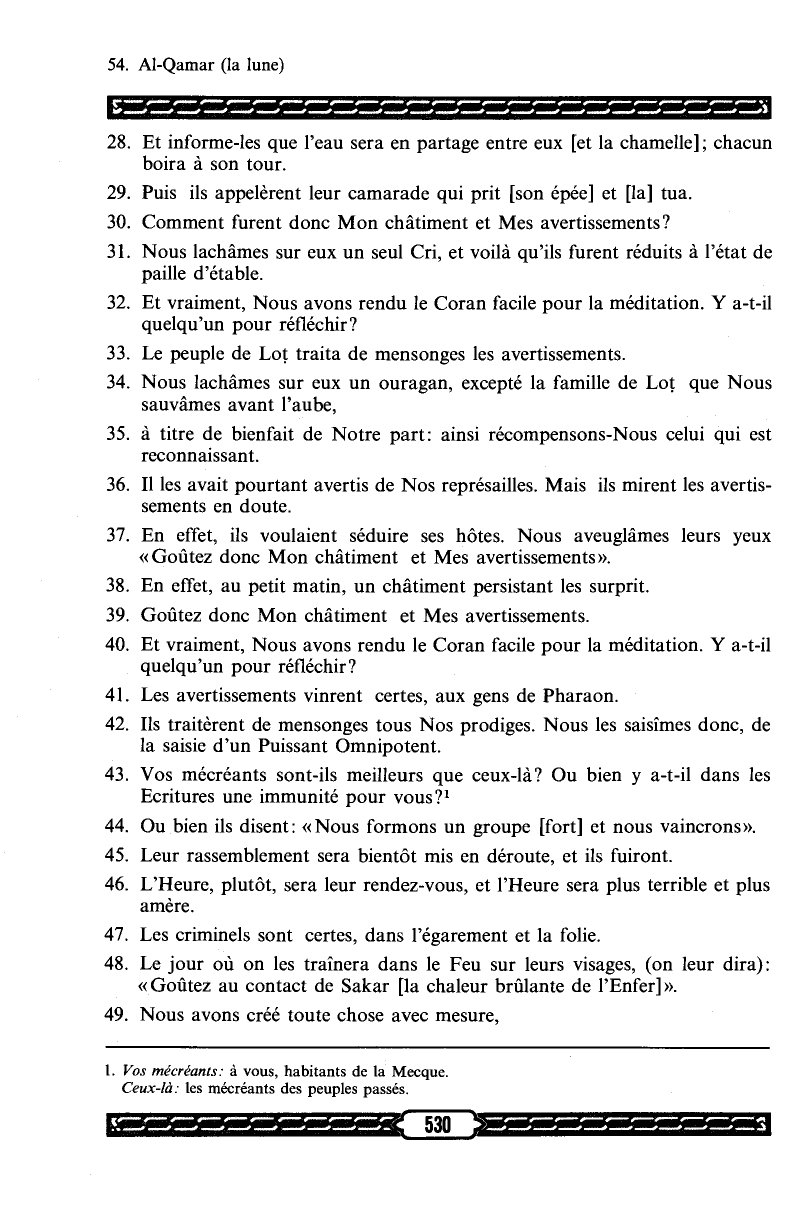 54. Al-Qamar (la lune)
28. Et informe-les que l'eau sera en partage entre eux [et la chamelle]; chacun
boira à son tour.
29. Puis ils appelèrent leur camarade qui prit [son épée] et [la] tua.
30. Comment furent donc Mon châtiment et Mes avertissements?
31. Nous lachâmes sur eux un seul Cri, et voilà qu'ils furent réduits à l'état de
paille d'étable.
32. Et vraiment, Nous avons rendu le Coran facile pour la méditation. Y a-t-il
quelqu'un pour réfléchir?
33. Le peuple de Loṭ traita de mensonges les avertissements.
34. Nous lachâmes sur eux un ouragan, excepté la famille de Loṭ que Nous
sauvâmes avant l'aube,
35. à titre de bienfait de Notre part: ainsi récompensons-Nous celui qui est
reconnaissant.
36. Il les avait pourtant avertis de Nos représailles. Mais ils mirent les avertis-
sements en doute.
37. En effet, ils voulaient séduire ses hôtes. Nous aveuglâmes leurs yeux
«Goûtez donc Mon châtiment et Mes avertissements».
38. En effet, au petit matin, un châtiment persistant les surprit.
39. Goûtez donc Mon châtiment et Mes avertissements.
40. Et vraiment, Nous avons rendu le Coran facile pour la méditation. Y a-t-il
quelqu'un pour réfléchir?
41. Les avertissements vinrent certes, aux gens de Pharaon.
42. Ils traitèrent de mensonges tous Nos prodiges. Nous les saisîmes donc, de
la saisie d'un Puissant Omnipotent.
43. Vos mécréants sont-ils meilleurs que ceux-là? Ou bien y a-t-il dans les
Ecritures une immunité pour vous?¹
44. Ou bien ils disent: «Nous formons un groupe [fort] et nous vaincrons».
45. Leur rassemblement sera bientôt mis en déroute, et ils fuiront.
46. L'Heure, plutôt, sera leur rendez-vous, et l'Heure sera plus terrible et plus
amère.
47. Les criminels sont certes, dans l'égarement et la folie.
48. Le jour où on les traînera dans le Feu sur leurs visages, (on leur dira):
«Goûtez au contact de Sakar [la chaleur brûlante de l'Enfer]».
49. Nous avons créé toute chose avec mesure,
1. Vos mécréants: à vous, habitants de la Mecque.
Ceux-là: les mécréants des peuples passés.
530